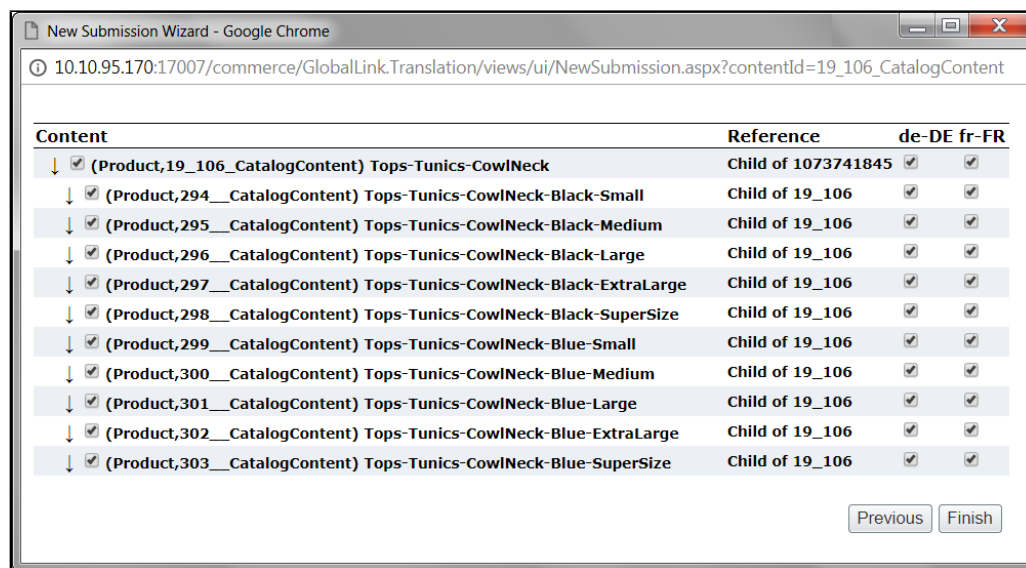 New Submission Wizard - Google Chrome
10.10.95.170:17007/commerce/GlobalLink.Translation/views/ui/NewSubmission.aspx?contentId=19_106_CatalogContent
Content Reference de-DE fr-FR
(Product,19_106_CatalogContent) Tops-Tunics-CowlNeck Child of 1073741845
(Product,294__CatalogContent) Tops-Tunics-CowlNeck-Black-Small Child of 19_106
(Product,295__CatalogContent) Tops-Tunics-CowlNeck-Black-Medium Child of 19_106
(Product,296__CatalogContent) Tops-Tunics-CowlNeck-Black-Large Child of 19_106
(Product,297__CatalogContent) Tops-Tunics-CowlNeck-Black-ExtraLarge Child of 19_106
(Product,298__CatalogContent) Tops-Tunics-CowlNeck-Black-SuperSize Child of 19_106
(Product,299__CatalogContent) Tops-Tunics-CowlNeck-Blue-Small Child of 19_106
(Product,300__CatalogContent) Tops-Tunics-CowlNeck-Blue-Medium Child of 19_106
(Product,301__CatalogContent) Tops-Tunics-CowlNeck-Blue-Large Child of 19_106
(Product,302__CatalogContent) Tops-Tunics-CowlNeck-Blue-ExtraLarge Child of 19_106
(Product,303__CatalogContent) Tops-Tunics-CowlNeck-Blue-SuperSize Child of 19_106
Previous Finish